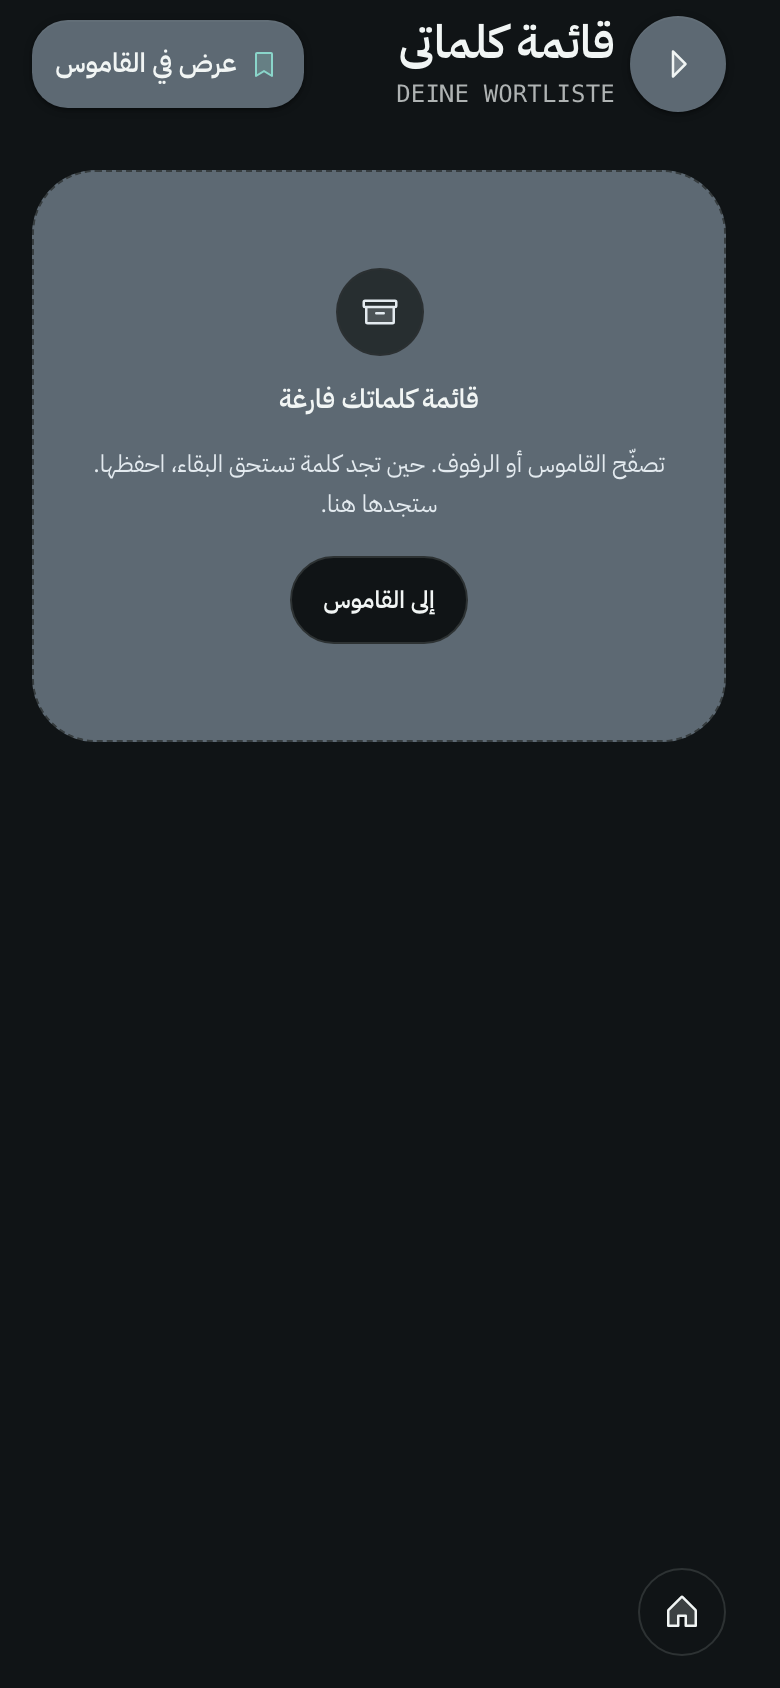 قائمة كلماتي
DEINE WORTLISTE
عرض في القاموس
قائمة كلماتك فارغة
تصفّح القاموس أو الرفوف. حين تجد كلمة تستحق البقاء، احفظها.
ستجدها هنا.
إلى القاموس